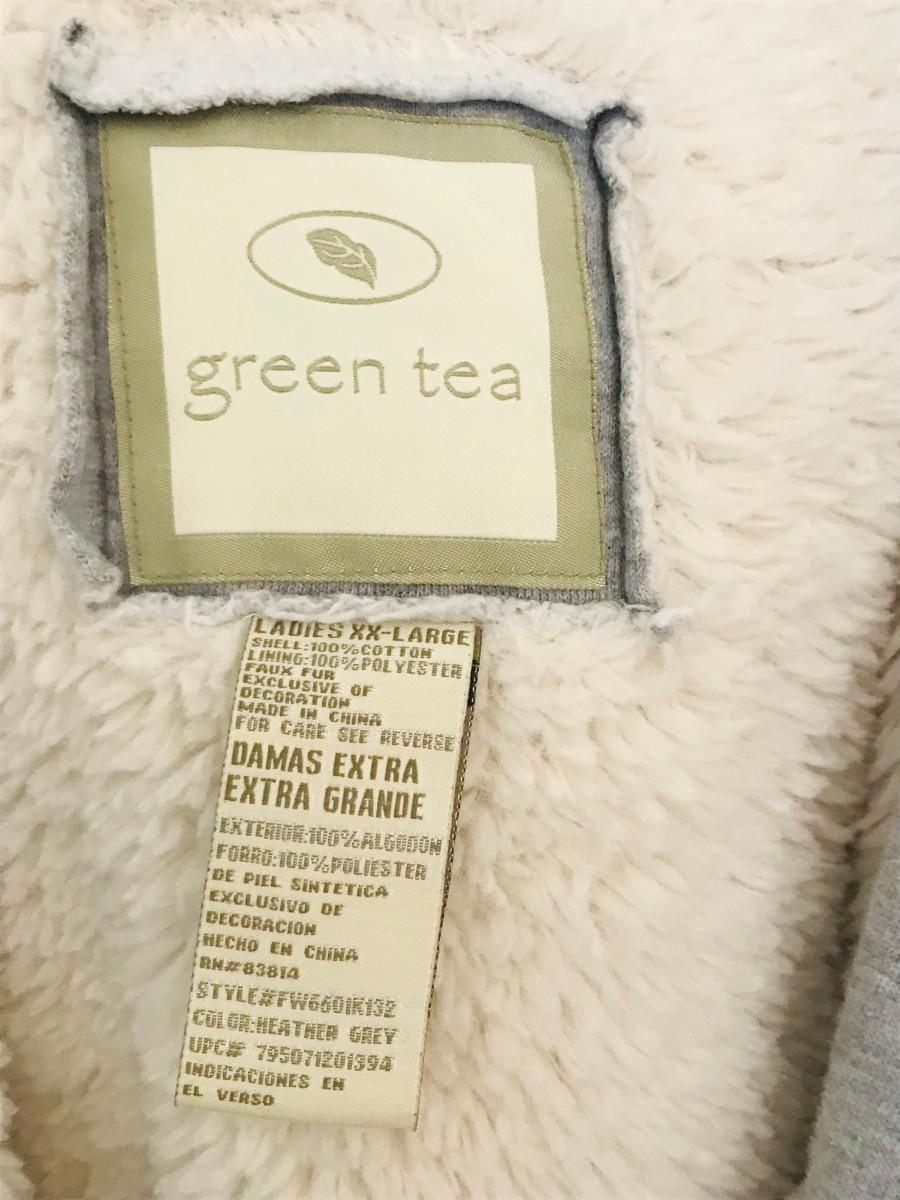 green tea
LADIES XX-LARGE
SHELL:100%COTTON
LINING:100%POLYESTER
FAUX FUR
EXCLUSIVE OF
DECORATION
MADE IN CHINA
FOR CARE SEE REVERSE
DAMAS EXTRA
EXTRA GRANDE
EXTERIOR:100%ALGODON
FORRO:100%POLIESTER
DE PIEL SINTETICA
EXCLUSIVO DE
DECORACION
HECHO EN CHINA
RN#83814
STYLE#FW6601K132
COLOR:HEATHER GREY
UPC# 795071201394
INDICACIONES EN
EL VERSO